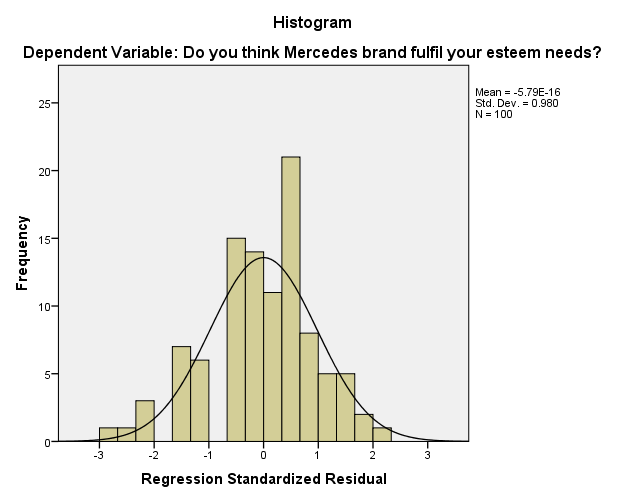 Histogram
Dependent Variable: Do you think Mercedes brand fulfil your esteem needs?
Mean = -5.79E-16
Std. Dev. = 0.980
N = 100
Frequency
25
20
15
10
5
0
-3 -2 -1 0 1 2 3
Regression Standardized Residual